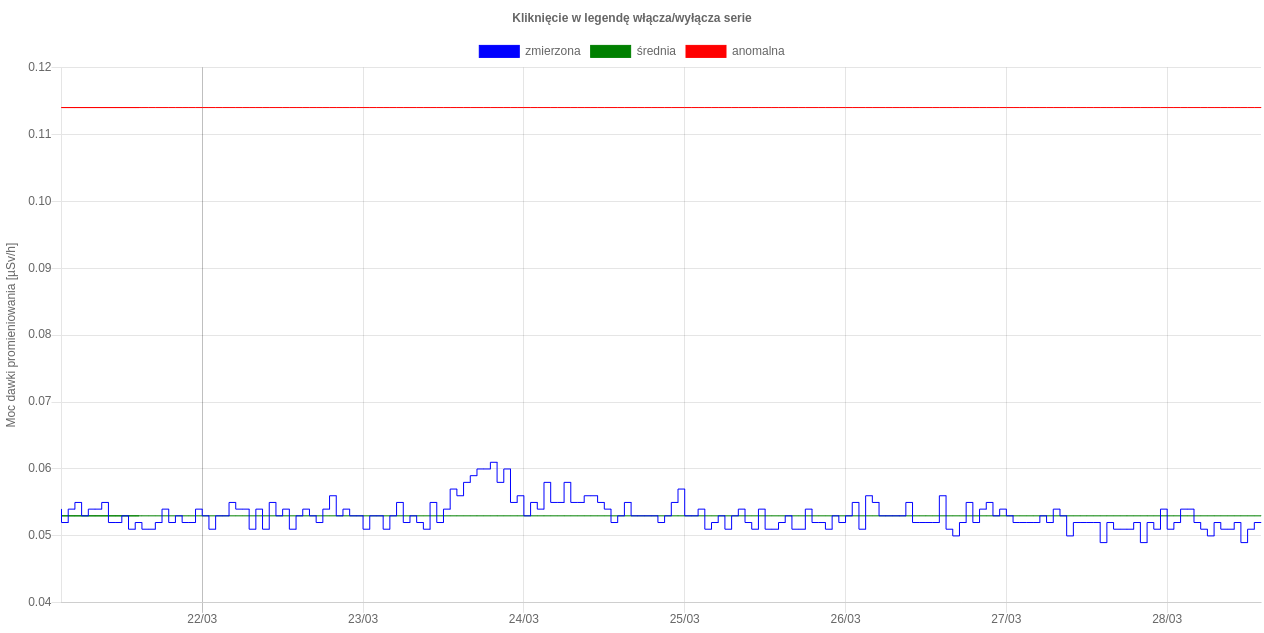 Kliknięcie w legendę włącza/wyłącza serie
zmierzona średnia anomalna
Moc dawki promieniowania [µSv/h]
0.12
0.11
0.10
0.09
0.08
0.07
0.06
0.05
0.04
22/03 23/03 24/03 25/03 26/03 27/03 28/03